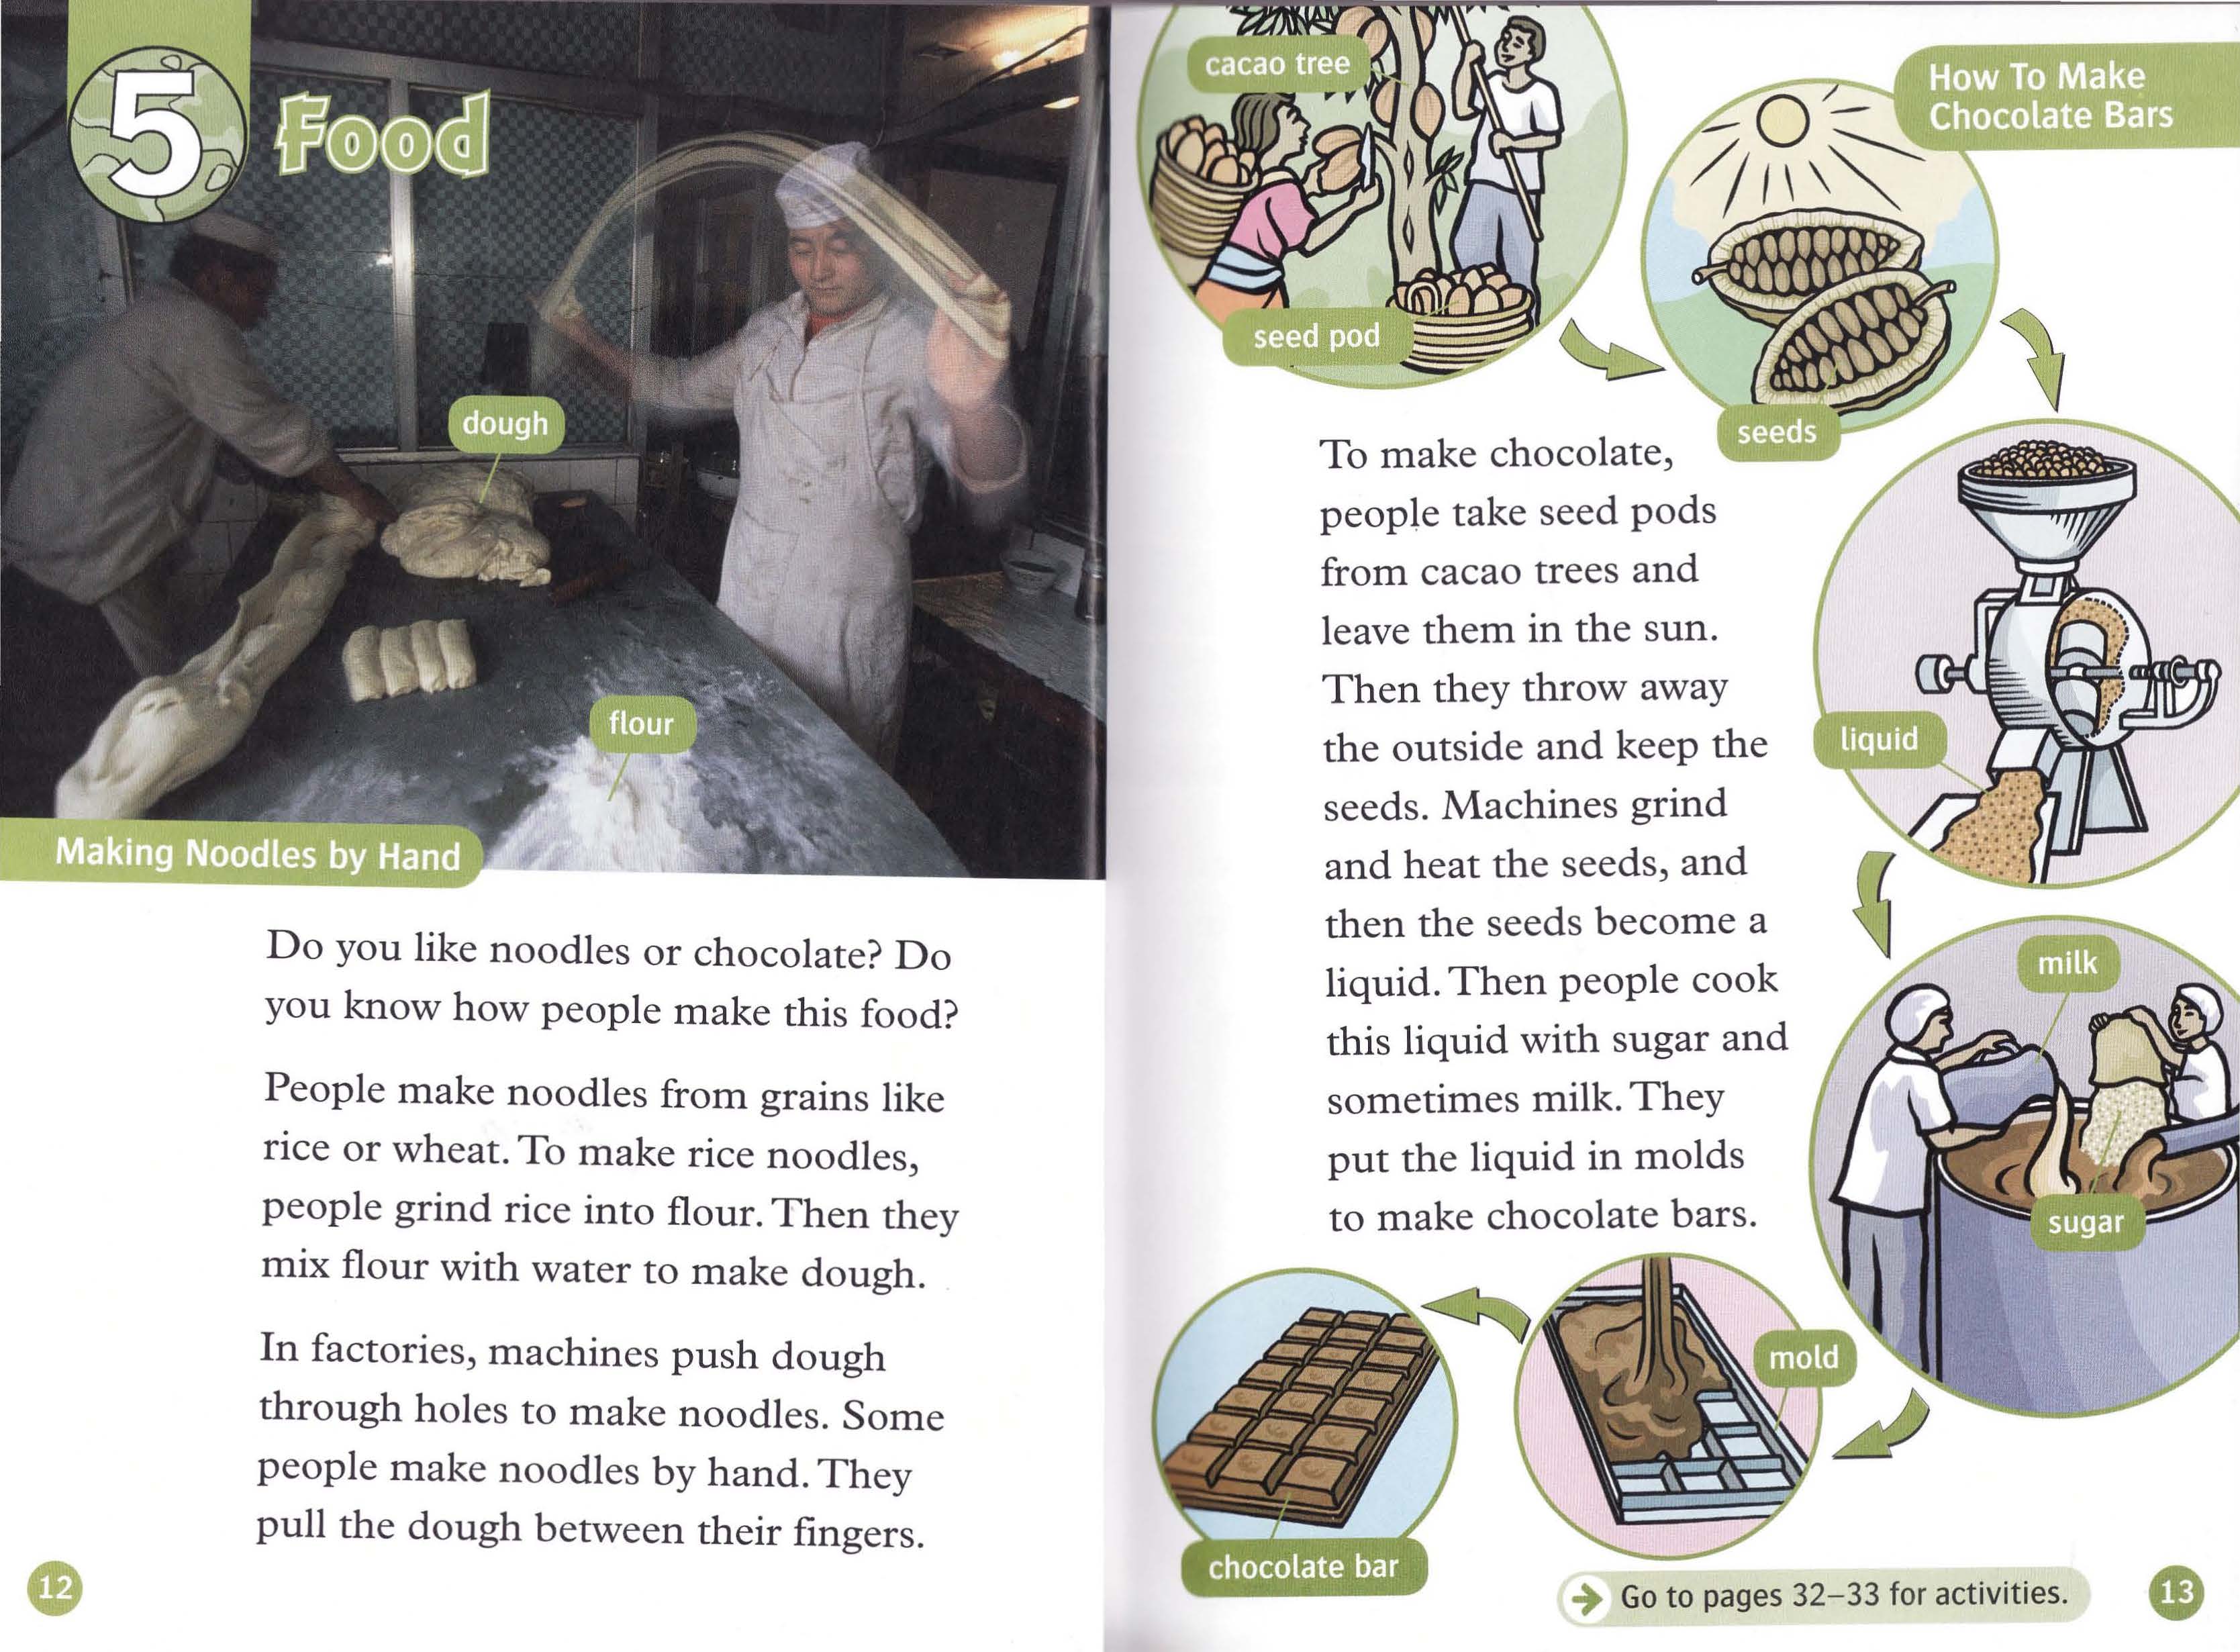 5
Food
dough
flour
Making Noodles by Hand
Do you like noodles or chocolate? Do
you know how people make this food?
People make noodles from grains like
rice or wheat. To make rice noodles,
people grind rice into flour. Then they
mix flour with water to make dough.
In factories, machines push dough
through holes to make noodles. Some
people make noodles by hand. They
pull the dough between their fingers.
12
How To Make
Chocolate Bars
cacao tree
seed pod
seeds
To make chocolate,
people take seed pods
from cacao trees and
leave them in the sun.
Then they throw away
the outside and keep the
seeds. Machines grind
and heat the seeds, and
then the seeds become a
liquid. Then people cook
this liquid with sugar and
sometimes milk. They
put the liquid in molds
to make chocolate bars.
liquid
milk
sugar
mold
chocolate bar
Go to pages 32–33 for activities.
13